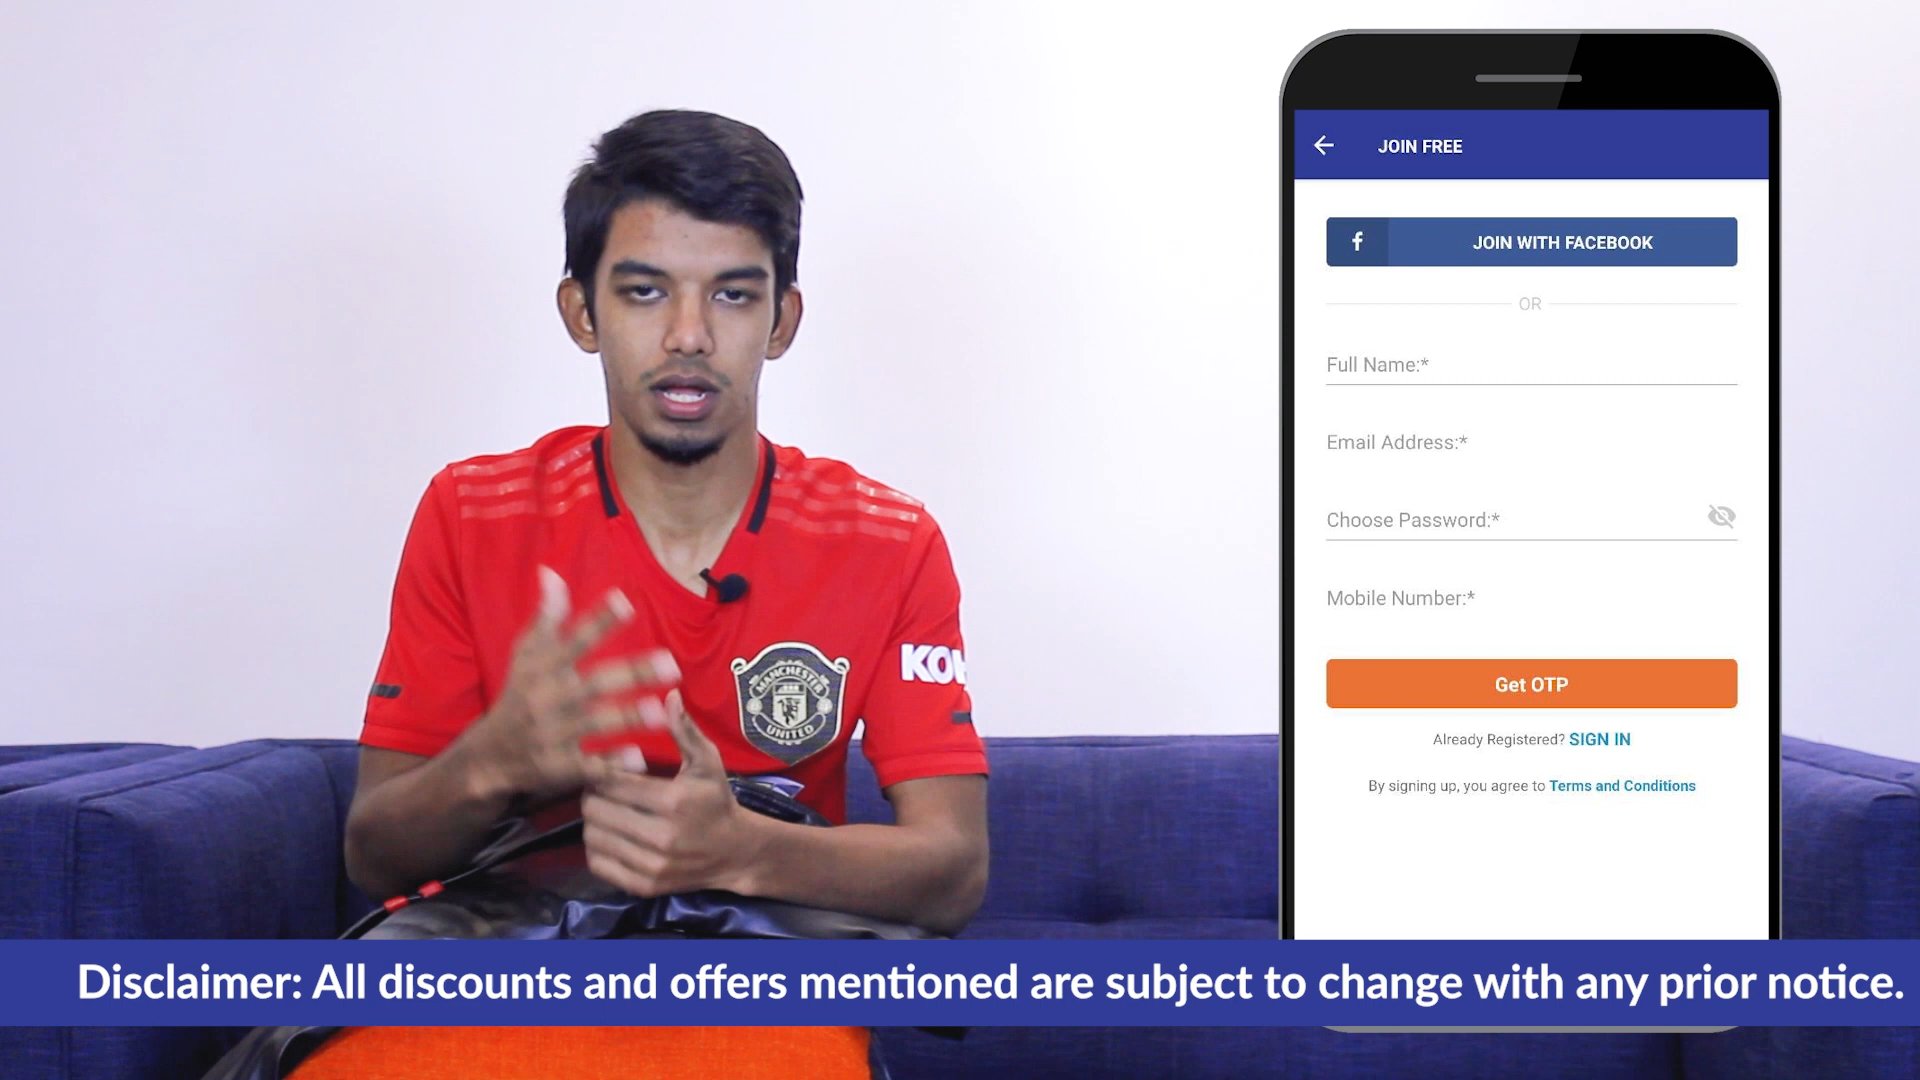 JOIN FREE
f JOIN WITH FACEBOOK
OR
Full Name:*
Email Address:*
Choose Password:*
Mobile Number:*
Get OTP
Already Registered? SIGN IN
By signing up, you agree to Terms and Conditions
MANCHESTER
UNITED
Disclaimer: All discounts and offers mentioned are subject to change with any prior notice.